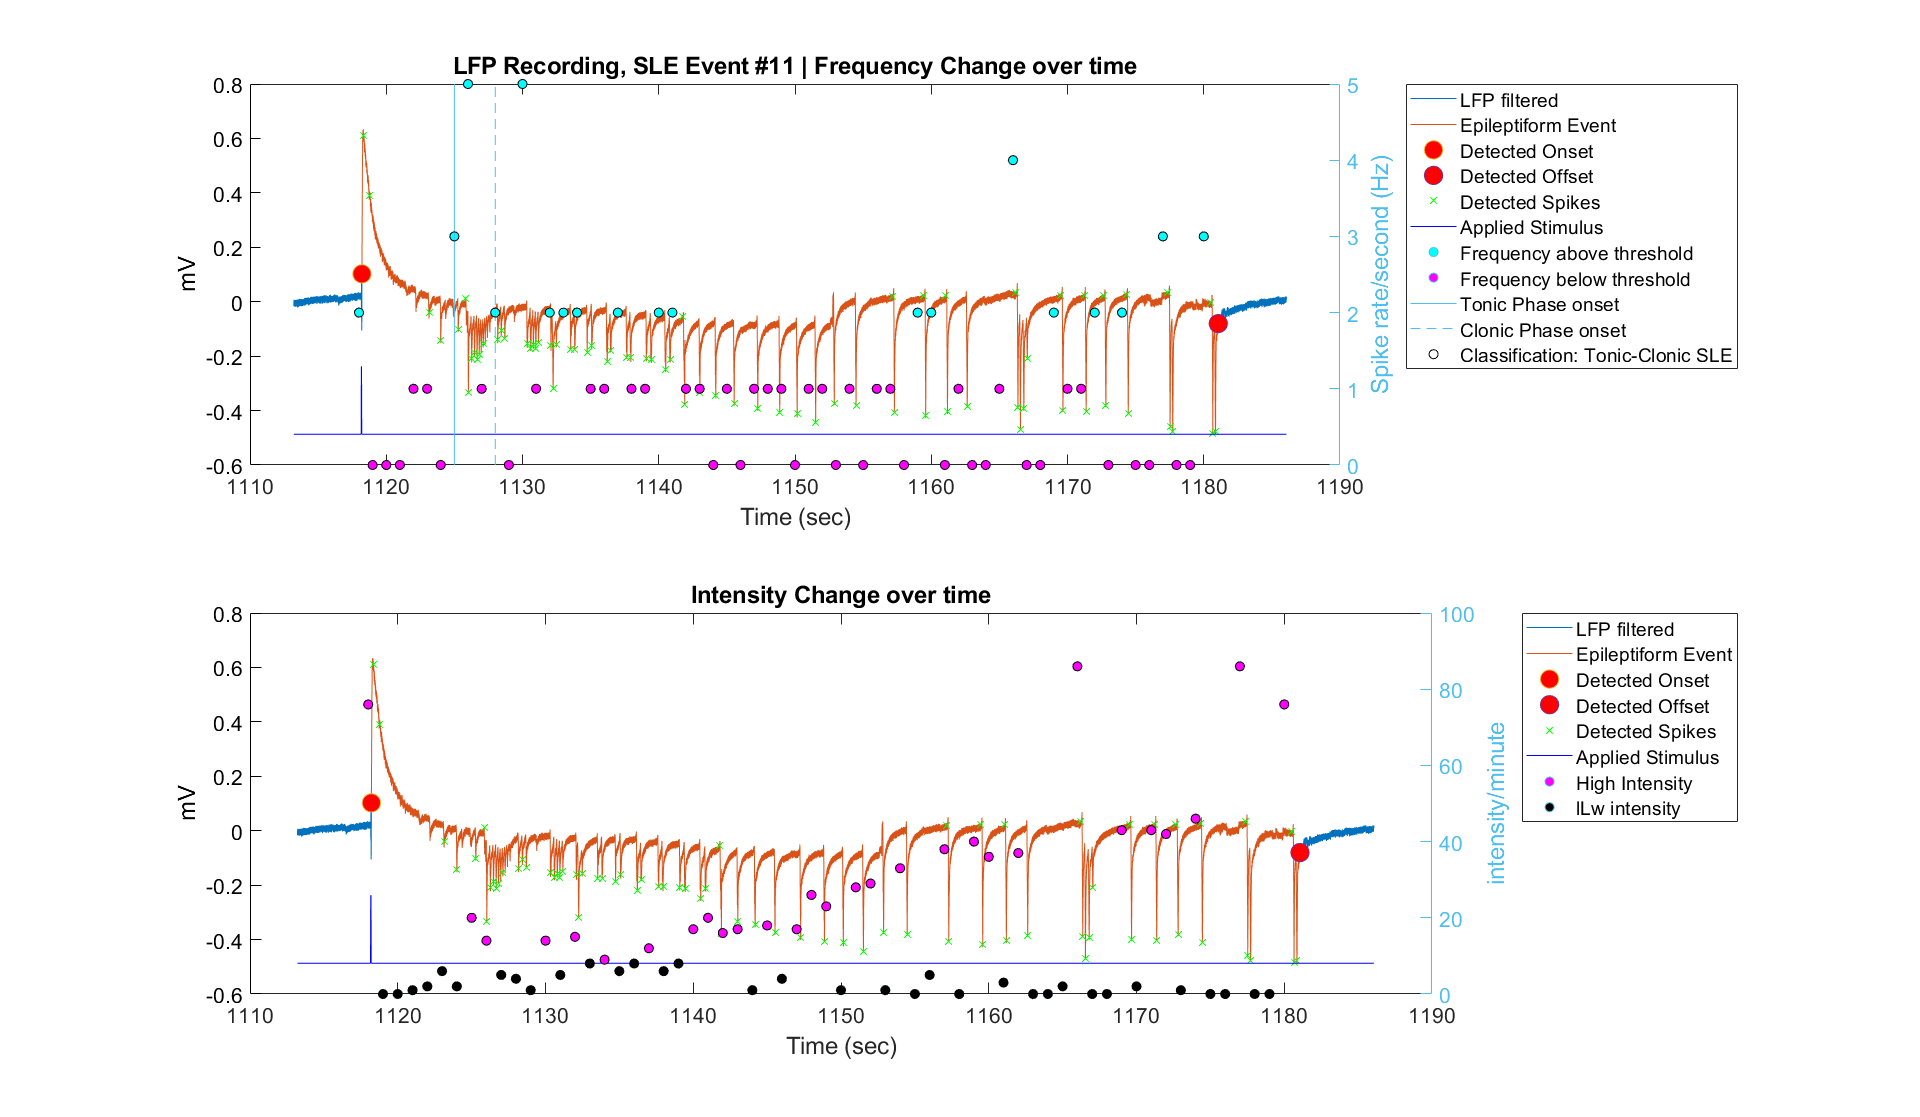 LFP Recording, SLE Event #11 | Frequency Change over time
0.8
0.6
0.4
0.2
0
-0.2
-0.4
-0.6
mV
5
4
3
2
1
0
Spike rate/second (Hz)
1110 1120 1130 1140 1150 1160 1170 1180 1190
Time (sec)
LFP filtered
Epileptiform Event
Detected Onset
Detected Offset
Detected Spikes
Applied Stimulus
Frequency above threshold
Frequency below threshold
Tonic Phase onset
Clonic Phase onset
Classification: Tonic-Clonic SLE
Intensity Change over time
0.8
0.6
0.4
0.2
0
-0.2
-0.4
-0.6
mV
100
80
60
40
20
0
intensity/minute
1110 1120 1130 1140 1150 1160 1170 1180 1190
Time (sec)
LFP filtered
Epileptiform Event
Detected Onset
Detected Offset
Detected Spikes
Applied Stimulus
High Intensity
lLw intensity